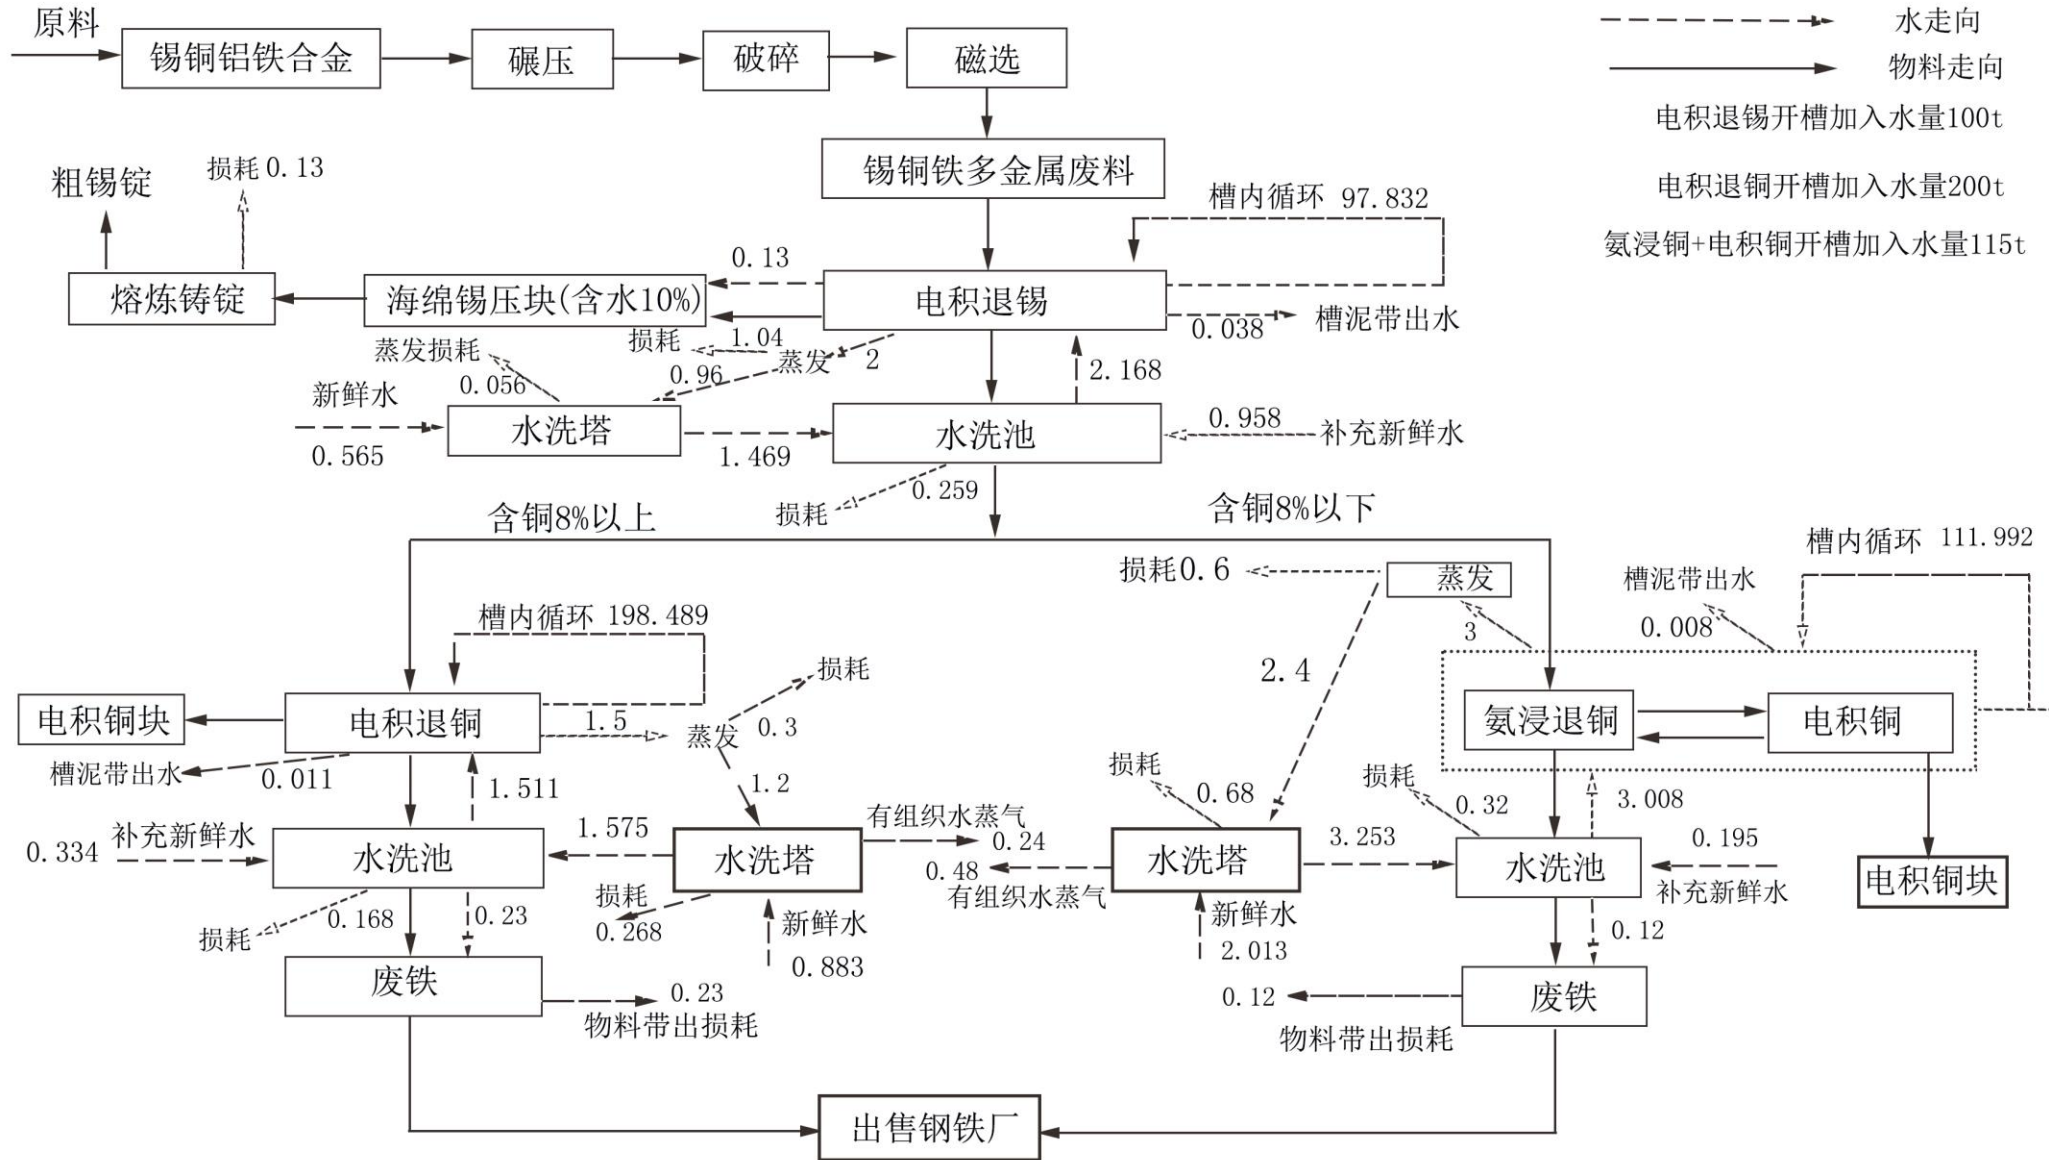 原料
锡铜铝铁合金
碾压
破碎
磁选
水走向
物料走向
电积退锡开槽加入水量100t
电积退铜开槽加入水量200t
氨浸铜+电积铜开槽加入水量115t
锡铜铁多金属废料
粗锡锭
损耗 0.13
槽内循环 97.832
0.13
熔炼铸锭
海绵锡压块(含水10%)
电积退锡
0.038
槽泥带出水
蒸发损耗
损耗
1.04
蒸发
2
0.056
0.96
2.168
新鲜水
0.565
水洗塔
1.469
水洗池
0.958
补充新鲜水
0.259
损耗
含铜8%以上
含铜8%以下
损耗0.6
蒸发
槽泥带出水
槽内循环 111.992
0.008
3
槽内循环 198.489
损耗
2.4
电积铜块
电积退铜
1.5
蒸发
0.3
氨浸退铜
电积铜
槽泥带出水
0.011
1.511
1.2
损耗
0.68
损耗
0.32
3.008
0.334
补充新鲜水
水洗池
1.575
水洗塔
有组织水蒸气
0.24
0.48
有组织水蒸气
水洗塔
3.253
水洗池
0.195
补充新鲜水
电积铜块
损耗
0.168
0.23
损耗
0.268
新鲜水
0.883
新鲜水
2.013
0.12
废铁
0.23
物料带出损耗
0.12
物料带出损耗
废铁
出售钢铁厂